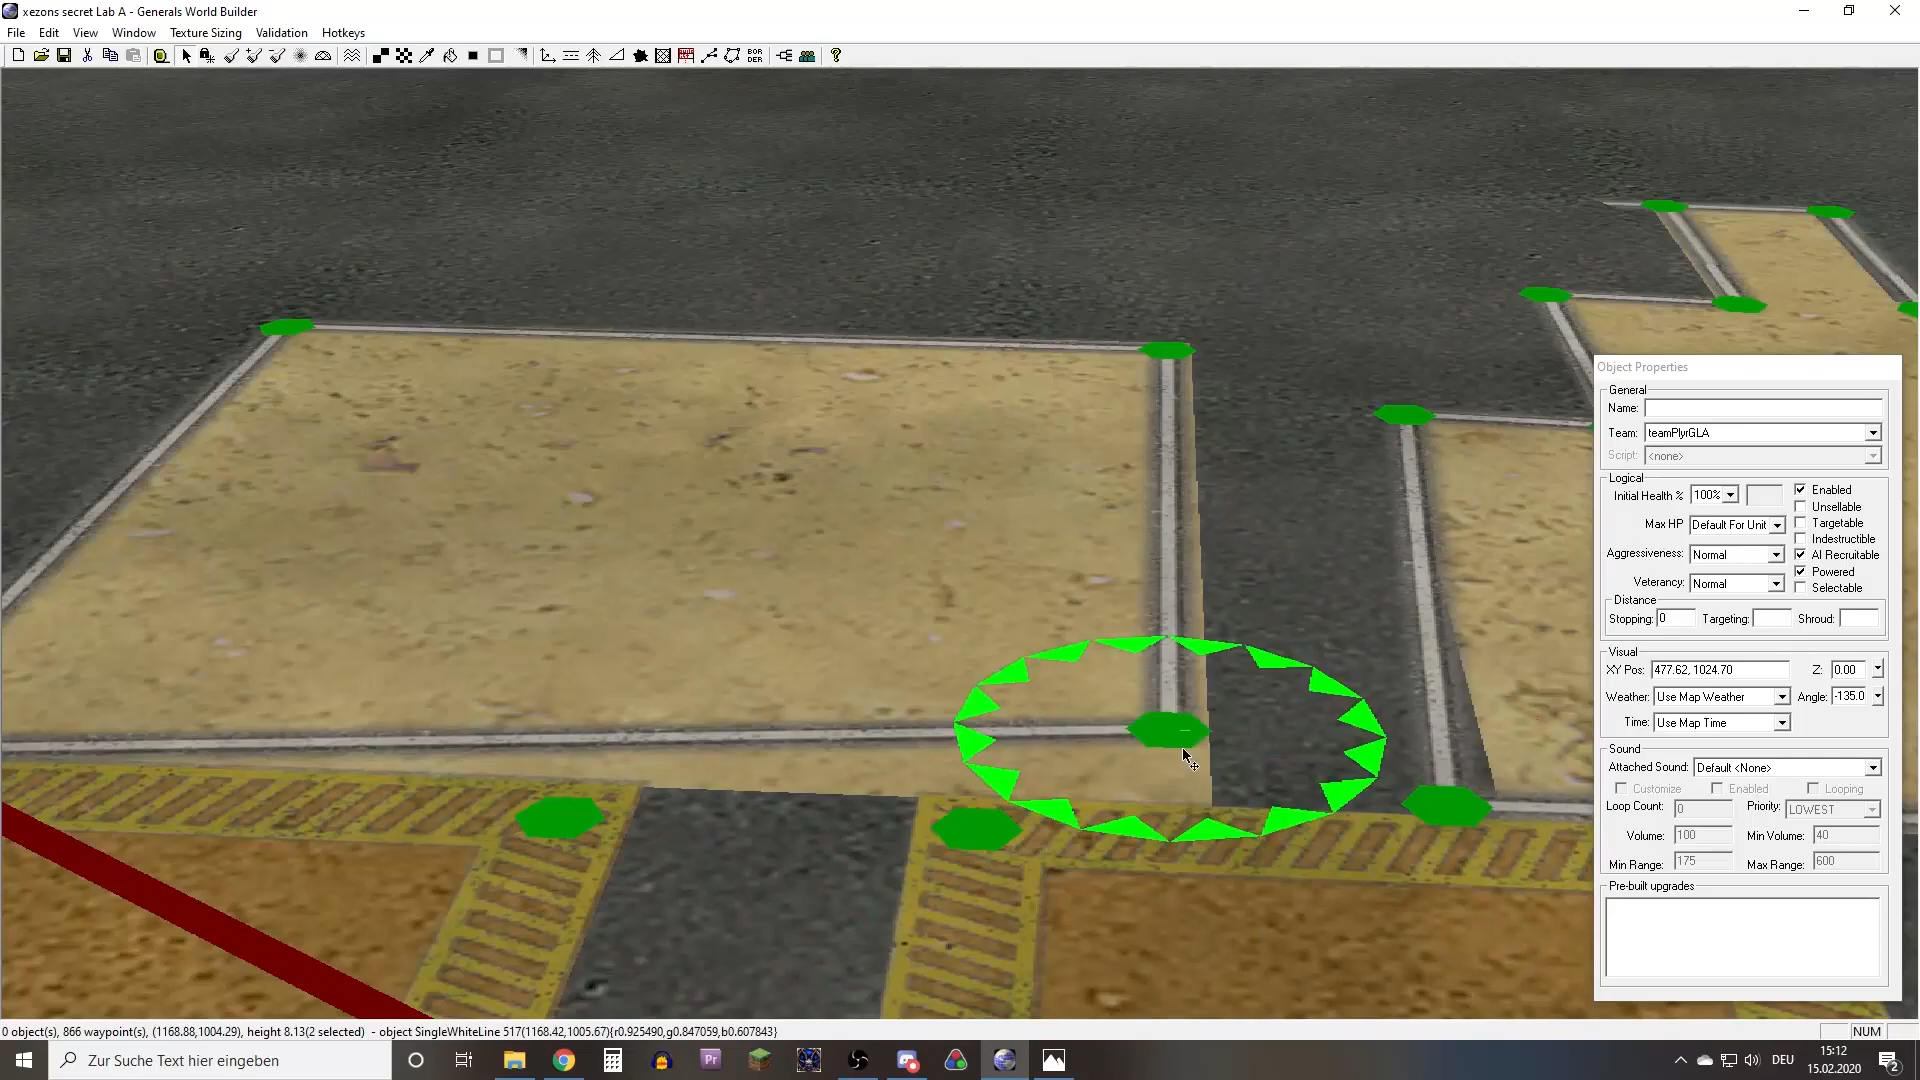 xezons secret Lab A - Generals World Builder
File Edit View Window Texture Sizing Validation Hotkeys
BOR
DER
Object Properties
General
Name:
Team: teamPlyrGLA
Script: <none>
Logical
Initial Health % 100% Enabled
Unsellable
Max HP Default For Unit Targetable
Indestructible
Aggressiveness: Normal AI Recruitable
Powered
Veterancy: Normal Selectable
Distance
Stopping: 0 Targeting: Shroud:
Visual
XY Pos: 477.62, 1024.70 Z: 0.00
Weather: Use Map Weather Angle: -135.0
Time: Use Map Time
Sound
Attached Sound: Default <None>
Customize Enabled Looping
Loop Count: 0 Priority: LOWEST
Volume: 100 Min Volume: 40
Min Range: 175 Max Range: 600
Pre-built upgrades
0 object(s), 866 waypoint(s), (1168.88,1004.29), height 8.13(2 selected) - object SingleWhiteLine 517(1168.42,1005.67){r0.925490,g0.847059,b0.607843} NUM
Zur Suche Text hier eingeben
Pr
DEU
15:12
15.02.2020
2